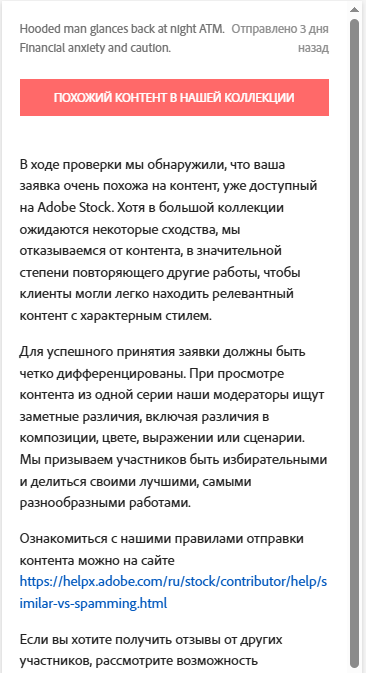 Hooded man glances back at night ATM. Отправлено 3 дня
Financial anxiety and caution. назад
ПОХОЖИЙ КОНТЕНТ В НАШЕЙ КОЛЛЕКЦИИ
В ходе проверки мы обнаружили, что ваша
заявка очень похожа на контент, уже доступный
на Adobe Stock. Хотя в большой коллекции
ожидаются некоторые сходства, мы
отказываемся от контента, в значительной
степени повторяющего другие работы, чтобы
клиенты могли легко находить релевантный
контент с характерным стилем.
Для успешного принятия заявки должны быть
четко дифференцированы. При просмотре
контента из одной серии наши модераторы ищут
заметные различия, включая различия в
композиции, цвете, выражении или сценарии.
Мы призываем участников быть избирательными
и делиться своими лучшими, самыми
разнообразными работами.
Ознакомиться с нашими правилами отправки
контента можно на сайте
https://helpx.adobe.com/ru/stock/contributor/help/s
imilar-vs-spamming.html
Если вы хотите получить отзывы от других
участников, рассмотрите возможность